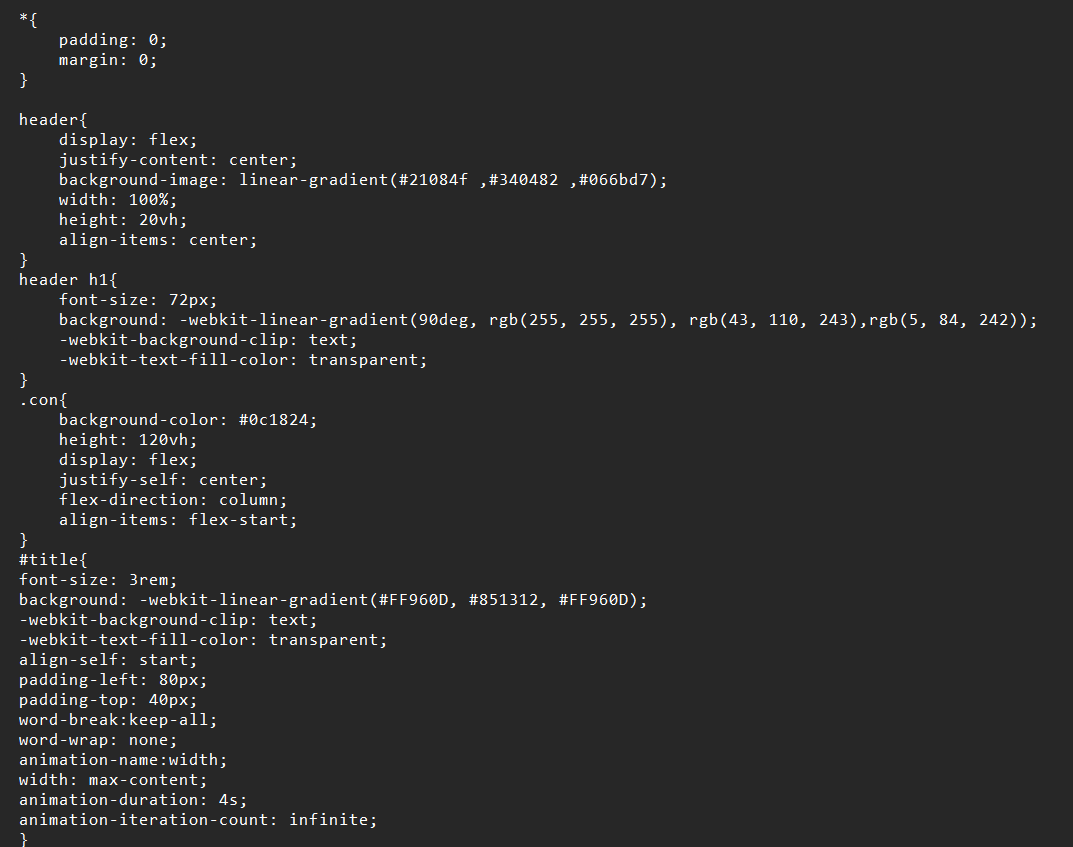 *{
    padding: 0;
    margin: 0;
}

header{
    display: flex;
    justify-content: center;
    background-image: linear-gradient(#21084f ,#340482 ,#066bd7);
    width: 100%;
    height: 20vh;
    align-items: center;
}
header h1{
    font-size: 72px;
    background: -webkit-linear-gradient(90deg, rgb(255, 255, 255), rgb(43, 110, 243),rgb(5, 84, 242));
    -webkit-background-clip: text;
    -webkit-text-fill-color: transparent;
}
.con{
    background-color: #0c1824;
    height: 120vh;
    display: flex;
    justify-self: center;
    flex-direction: column;
    align-items: flex-start;
}
#title{
font-size: 3rem;
background: -webkit-linear-gradient(#FF960D, #851312, #FF960D);
-webkit-background-clip: text;
-webkit-text-fill-color: transparent;
align-self: start;
padding-left: 80px;
padding-top: 40px;
word-break:keep-all;
word-wrap: none;
animation-name:width;
width: max-content;
animation-duration: 4s;
animation-iteration-count: infinite;
}